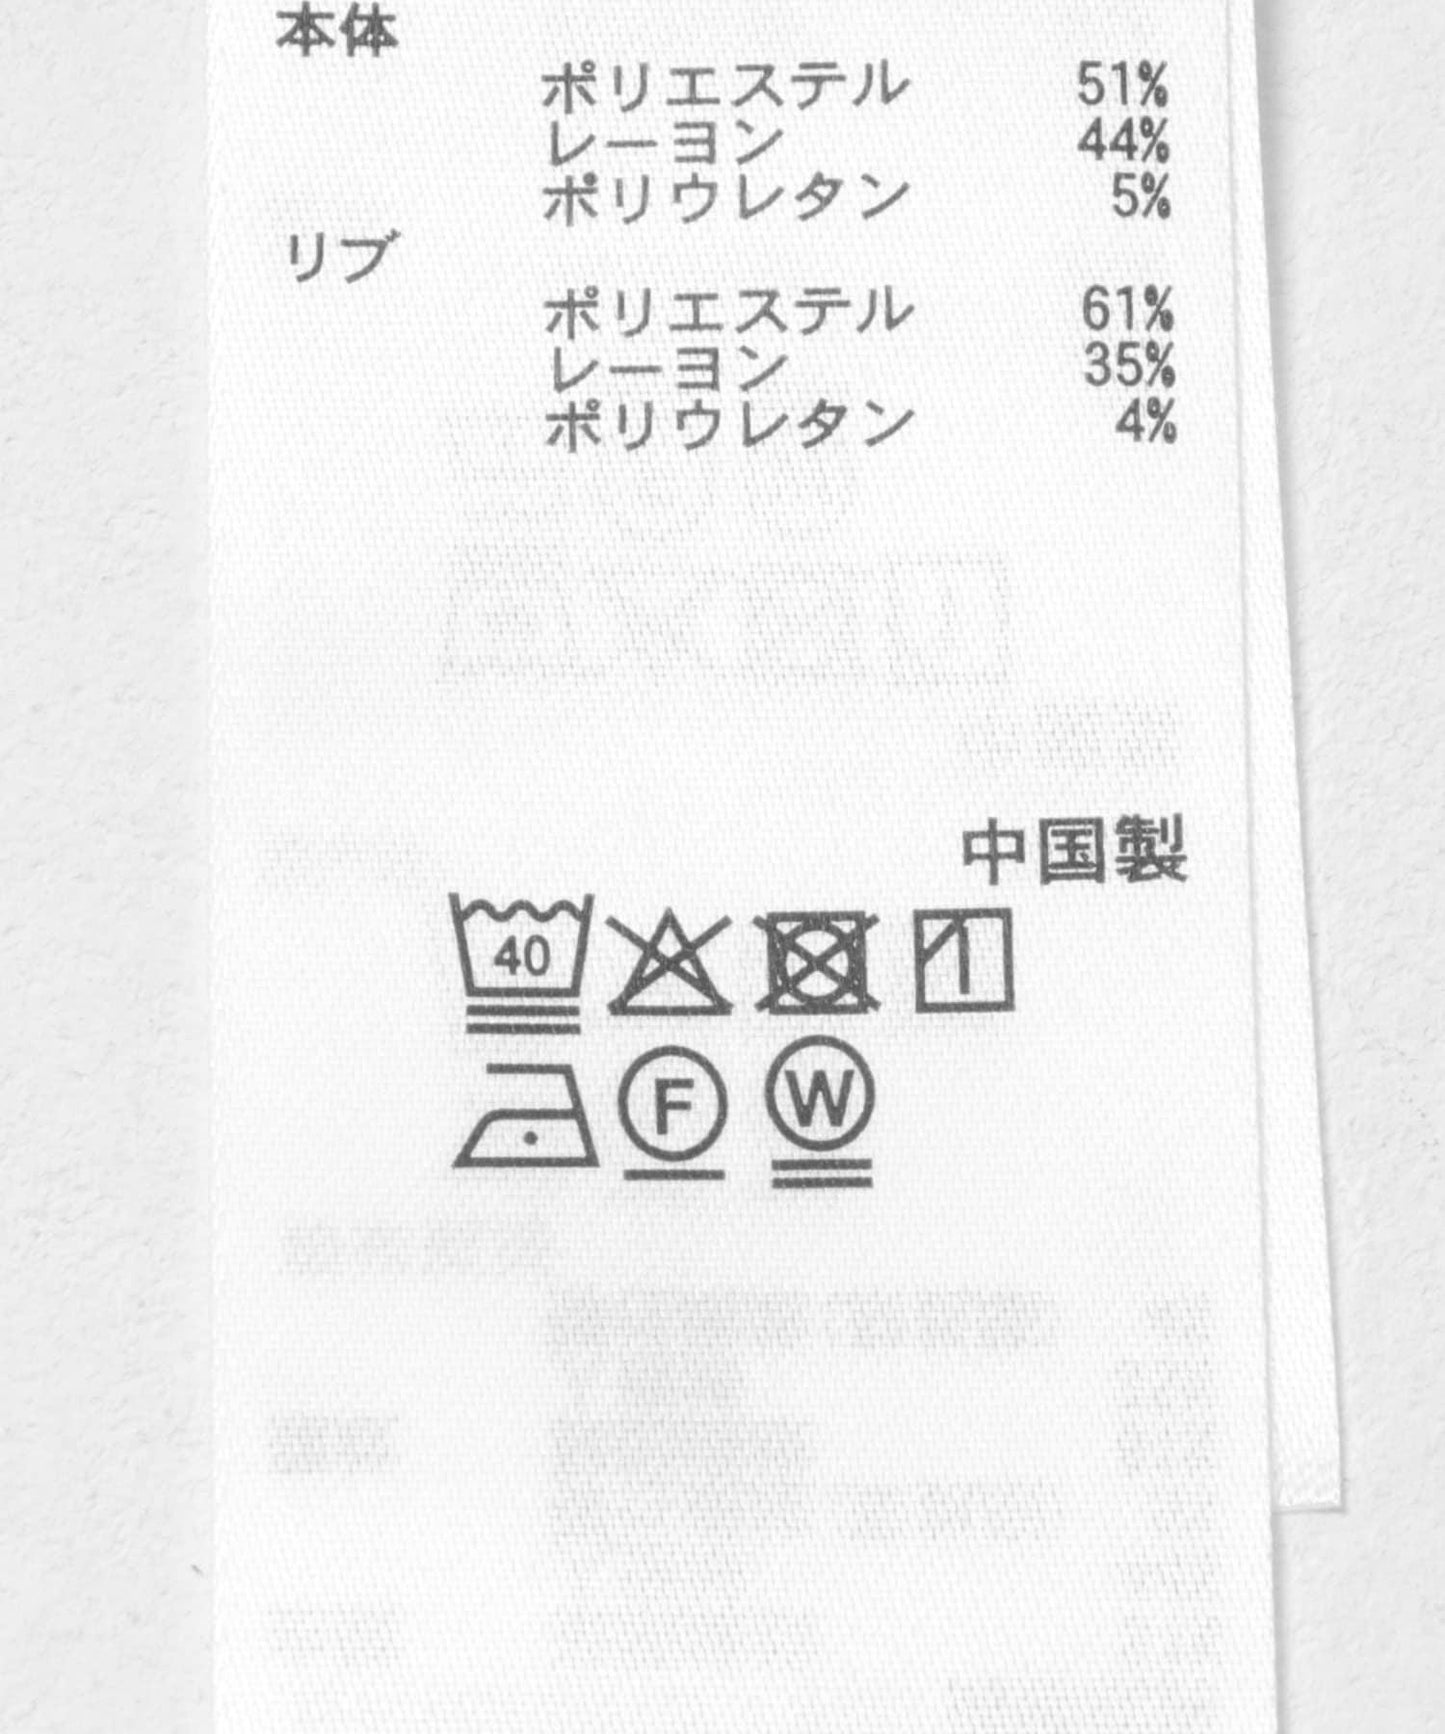 本体
ポリエステル 51%
レーヨン 44%
ポリウレタン 5%
リブ
ポリエステル 61%
レーヨン 35%
ポリウレタン 4%
中国製
40
F W